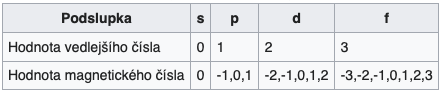 Podslupka s p d f
Hodnota vedlejšího čísla 0 1 2 3
Hodnota magnetického čísla 0 -1,0,1 -2,-1,0,1,2 -3,-2,-1,0,1,2,3